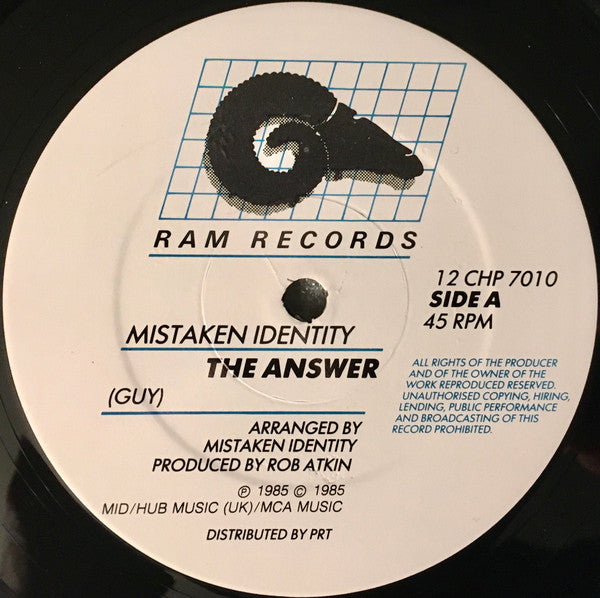 RAM RECORDS
12 CHP 7010
SIDE A
45 RPM
MISTAKEN IDENTITY
THE ANSWER
(GUY)
ALL RIGHTS OF THE PRODUCER
AND OF THE OWNER OF THE
WORK REPRODUCED RESERVED.
UNAUTHORISED COPYING, HIRING,
LENDING, PUBLIC PERFORMANCE
AND BROADCASTING OF THIS
RECORD PROHIBITED.
ARRANGED BY
MISTAKEN IDENTITY
PRODUCED BY ROB ATKIN
℗ 1985 © 1985
MID/HUB MUSIC (UK)/MCA MUSIC
DISTRIBUTED BY PRT